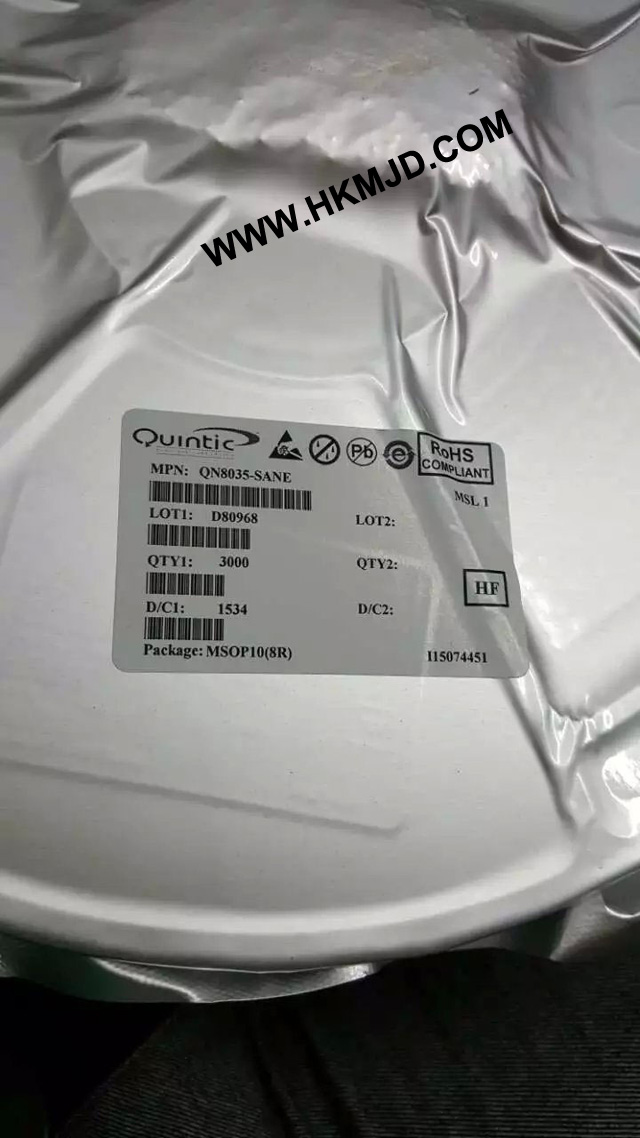 WWW.HKMJD.COM
Quintic
Pb
e
RoHS
COMPLIANT
MPN: QN8035-SANE
MSL 1
LOT1: D80968
LOT2:
QTY1: 3000
QTY2:
HF
D/C1: 1534
D/C2:
Package: MSOP10(8R)
I15074451